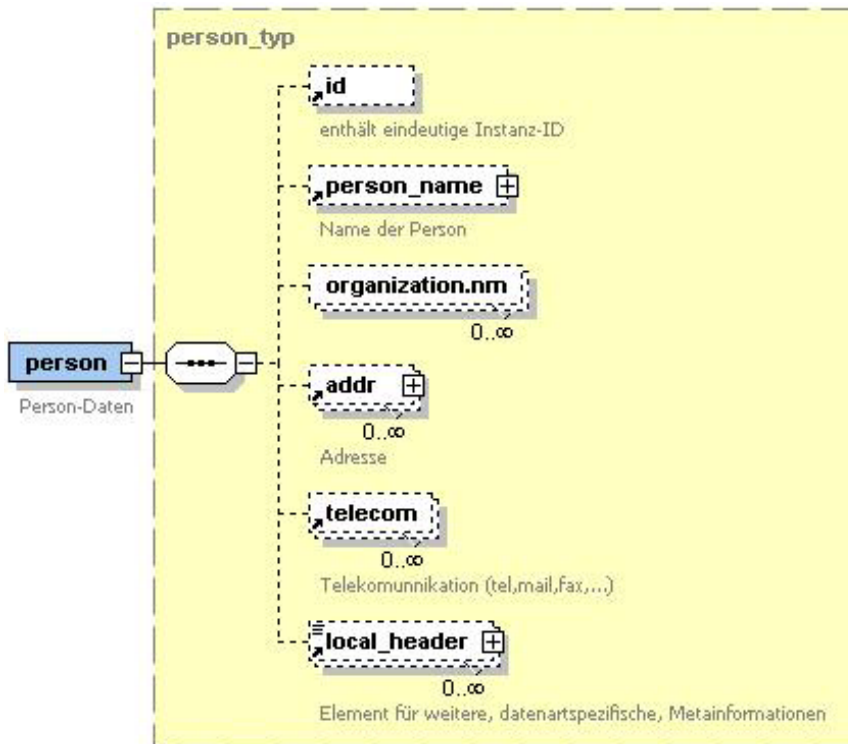 person_typ
id
enthält eindeutige Instanz-ID
person_name
Name der Person
organization.nm
0..∞
person
Person-Daten
addr
0..∞
Adresse
telecom
0..∞
Telekomunnikation (tel,mail,fax,...)
local_header
0..∞
Element für weitere, datenartspezifische, Metainformationen